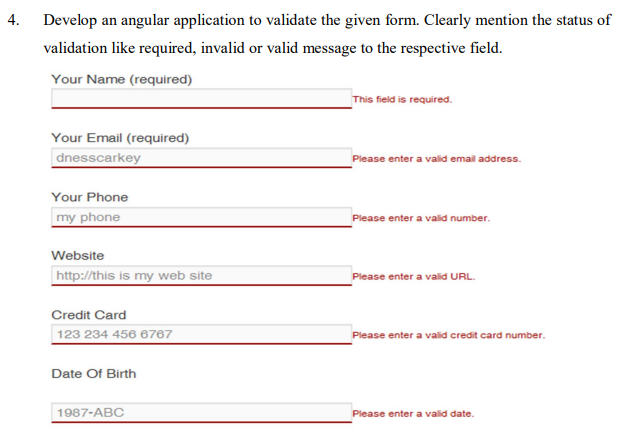 4. Develop an angular application to validate the given form. Clearly mention the status of
validation like required, invalid or valid message to the respective field.
Your Name (required)
This field is required.
Your Email (required)
dnesscarkey
Please enter a valid email address.
Your Phone
my phone
Please enter a valid number.
Website
http://this is my web site
Please enter a valid URL.
Credit Card
123 234 456 6767
Please enter a valid credit card number.
Date Of Birth
1987-ABC
Please enter a valid date.